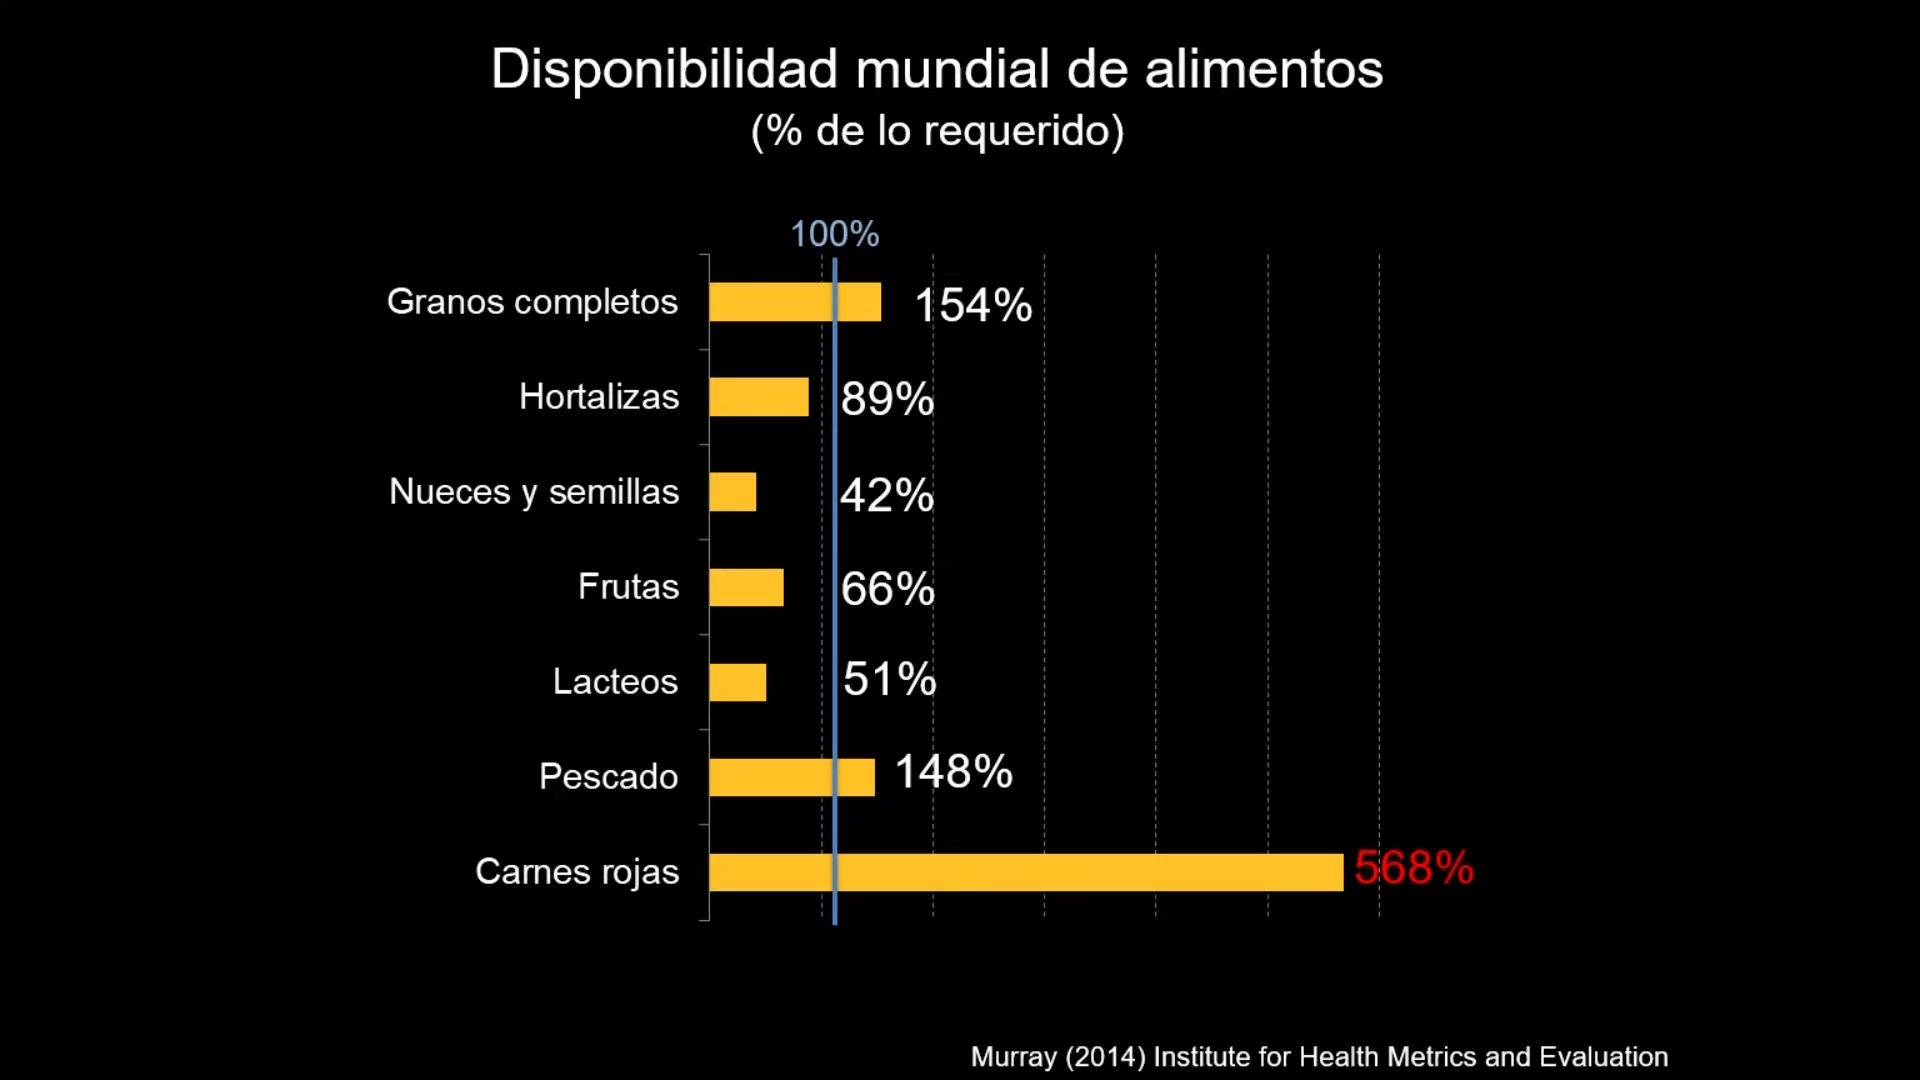 Disponibilidad mundial de alimentos
(% de lo requerido)
100%
Granos completos 154%
Hortalizas 89%
Nueces y semillas 42%
Frutas 66%
Lacteos 51%
Pescado 148%
Carnes rojas 568%
Murray (2014) Institute for Health Metrics and Evaluation